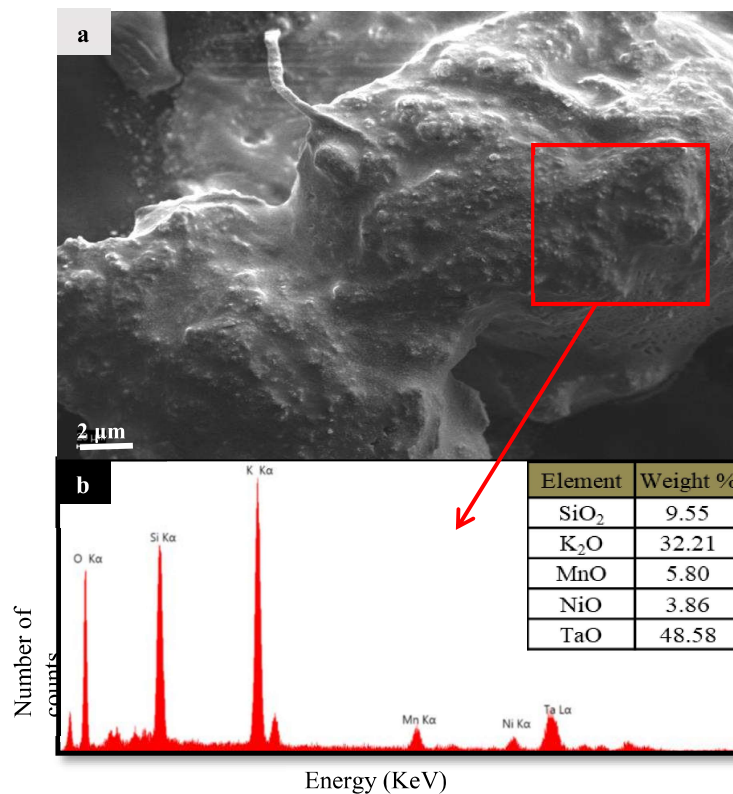 a
2 µm
b
K Kα
Si Kα
O Kα
Mn Kα
Ni Kα
Ta Lα
Element Weight %
SiO₂ 9.55
K₂O 32.21
MnO 5.80
NiO 3.86
TaO 48.58
Number of
counts
Energy (KeV)